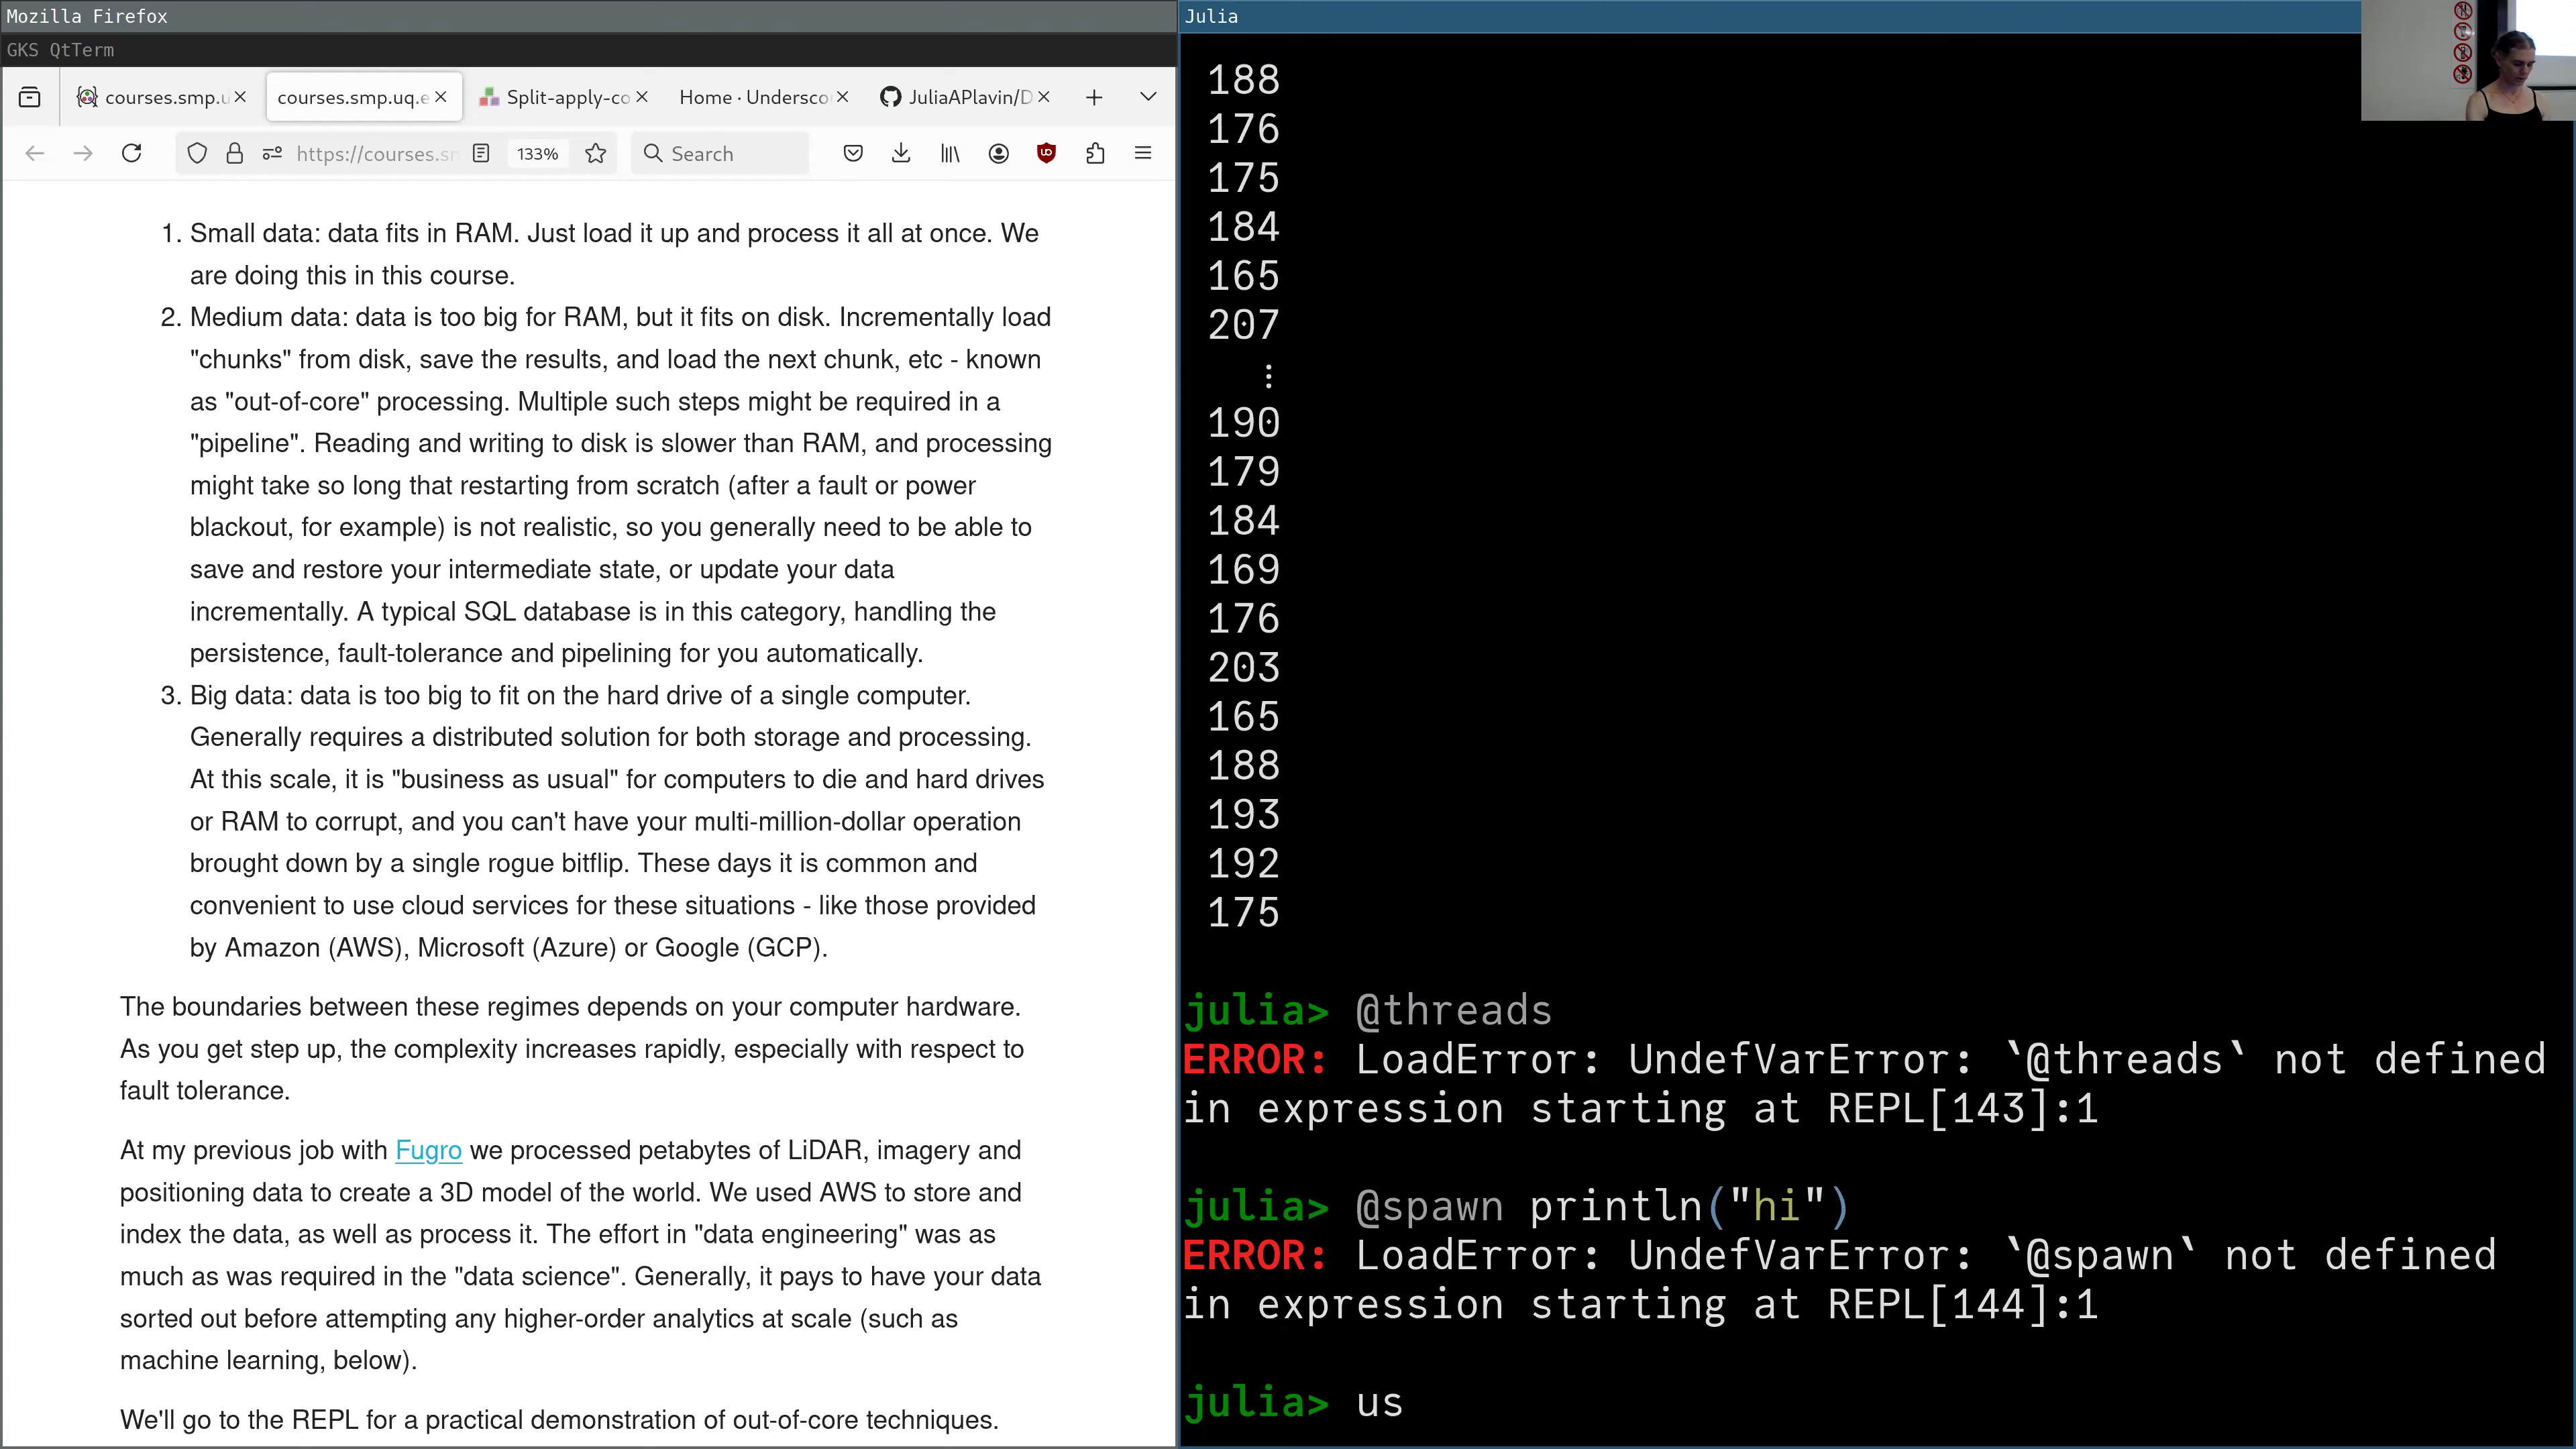 Mozilla Firefox
GKS QtTerm
courses.smp.u
courses.smp.uq.e
Split-apply-co
Home · Undersco
JuliaAPlavin/D
https://courses.sm
133%
Search
1. Small data: data fits in RAM. Just load it up and process it all at once. We
are doing this in this course.
2. Medium data: data is too big for RAM, but it fits on disk. Incrementally load
"chunks" from disk, save the results, and load the next chunk, etc - known
as "out-of-core" processing. Multiple such steps might be required in a
"pipeline". Reading and writing to disk is slower than RAM, and processing
might take so long that restarting from scratch (after a fault or power
blackout, for example) is not realistic, so you generally need to be able to
save and restore your intermediate state, or update your data
incrementally. A typical SQL database is in this category, handling the
persistence, fault-tolerance and pipelining for you automatically.
3. Big data: data is too big to fit on the hard drive of a single computer.
Generally requires a distributed solution for both storage and processing.
At this scale, it is "business as usual" for computers to die and hard drives
or RAM to corrupt, and you can't have your multi-million-dollar operation
brought down by a single rogue bitflip. These days it is common and
convenient to use cloud services for these situations - like those provided
by Amazon (AWS), Microsoft (Azure) or Google (GCP).
The boundaries between these regimes depends on your computer hardware.
As you get step up, the complexity increases rapidly, especially with respect to
fault tolerance.
At my previous job with Fugro we processed petabytes of LiDAR, imagery and
positioning data to create a 3D model of the world. We used AWS to store and
index the data, as well as process it. The effort in "data engineering" was as
much as was required in the "data science". Generally, it pays to have your data
sorted out before attempting any higher-order analytics at scale (such as
machine learning, below).
We'll go to the REPL for a practical demonstration of out-of-core techniques.
Julia
188
176
175
184
165
207
⋮
190
179
184
169
176
203
165
188
193
192
175
julia> @threads
ERROR: LoadError: UndefVarError: `@threads` not defined
in expression starting at REPL[143]:1
julia> @spawn println("hi")
ERROR: LoadError: UndefVarError: `@spawn` not defined
in expression starting at REPL[144]:1
julia> us